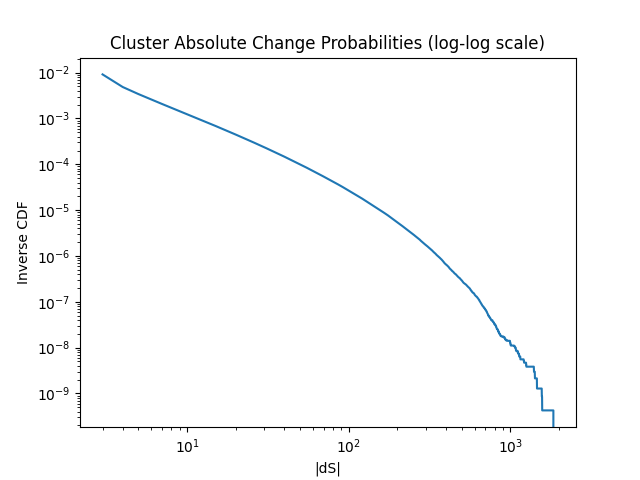 Cluster Absolute Change Probabilities (log-log scale)
Inverse CDF
10⁻²
10⁻³
10⁻⁴
10⁻⁵
10⁻⁶
10⁻⁷
10⁻⁸
10⁻⁹
10¹ 10² 10³
|dS|